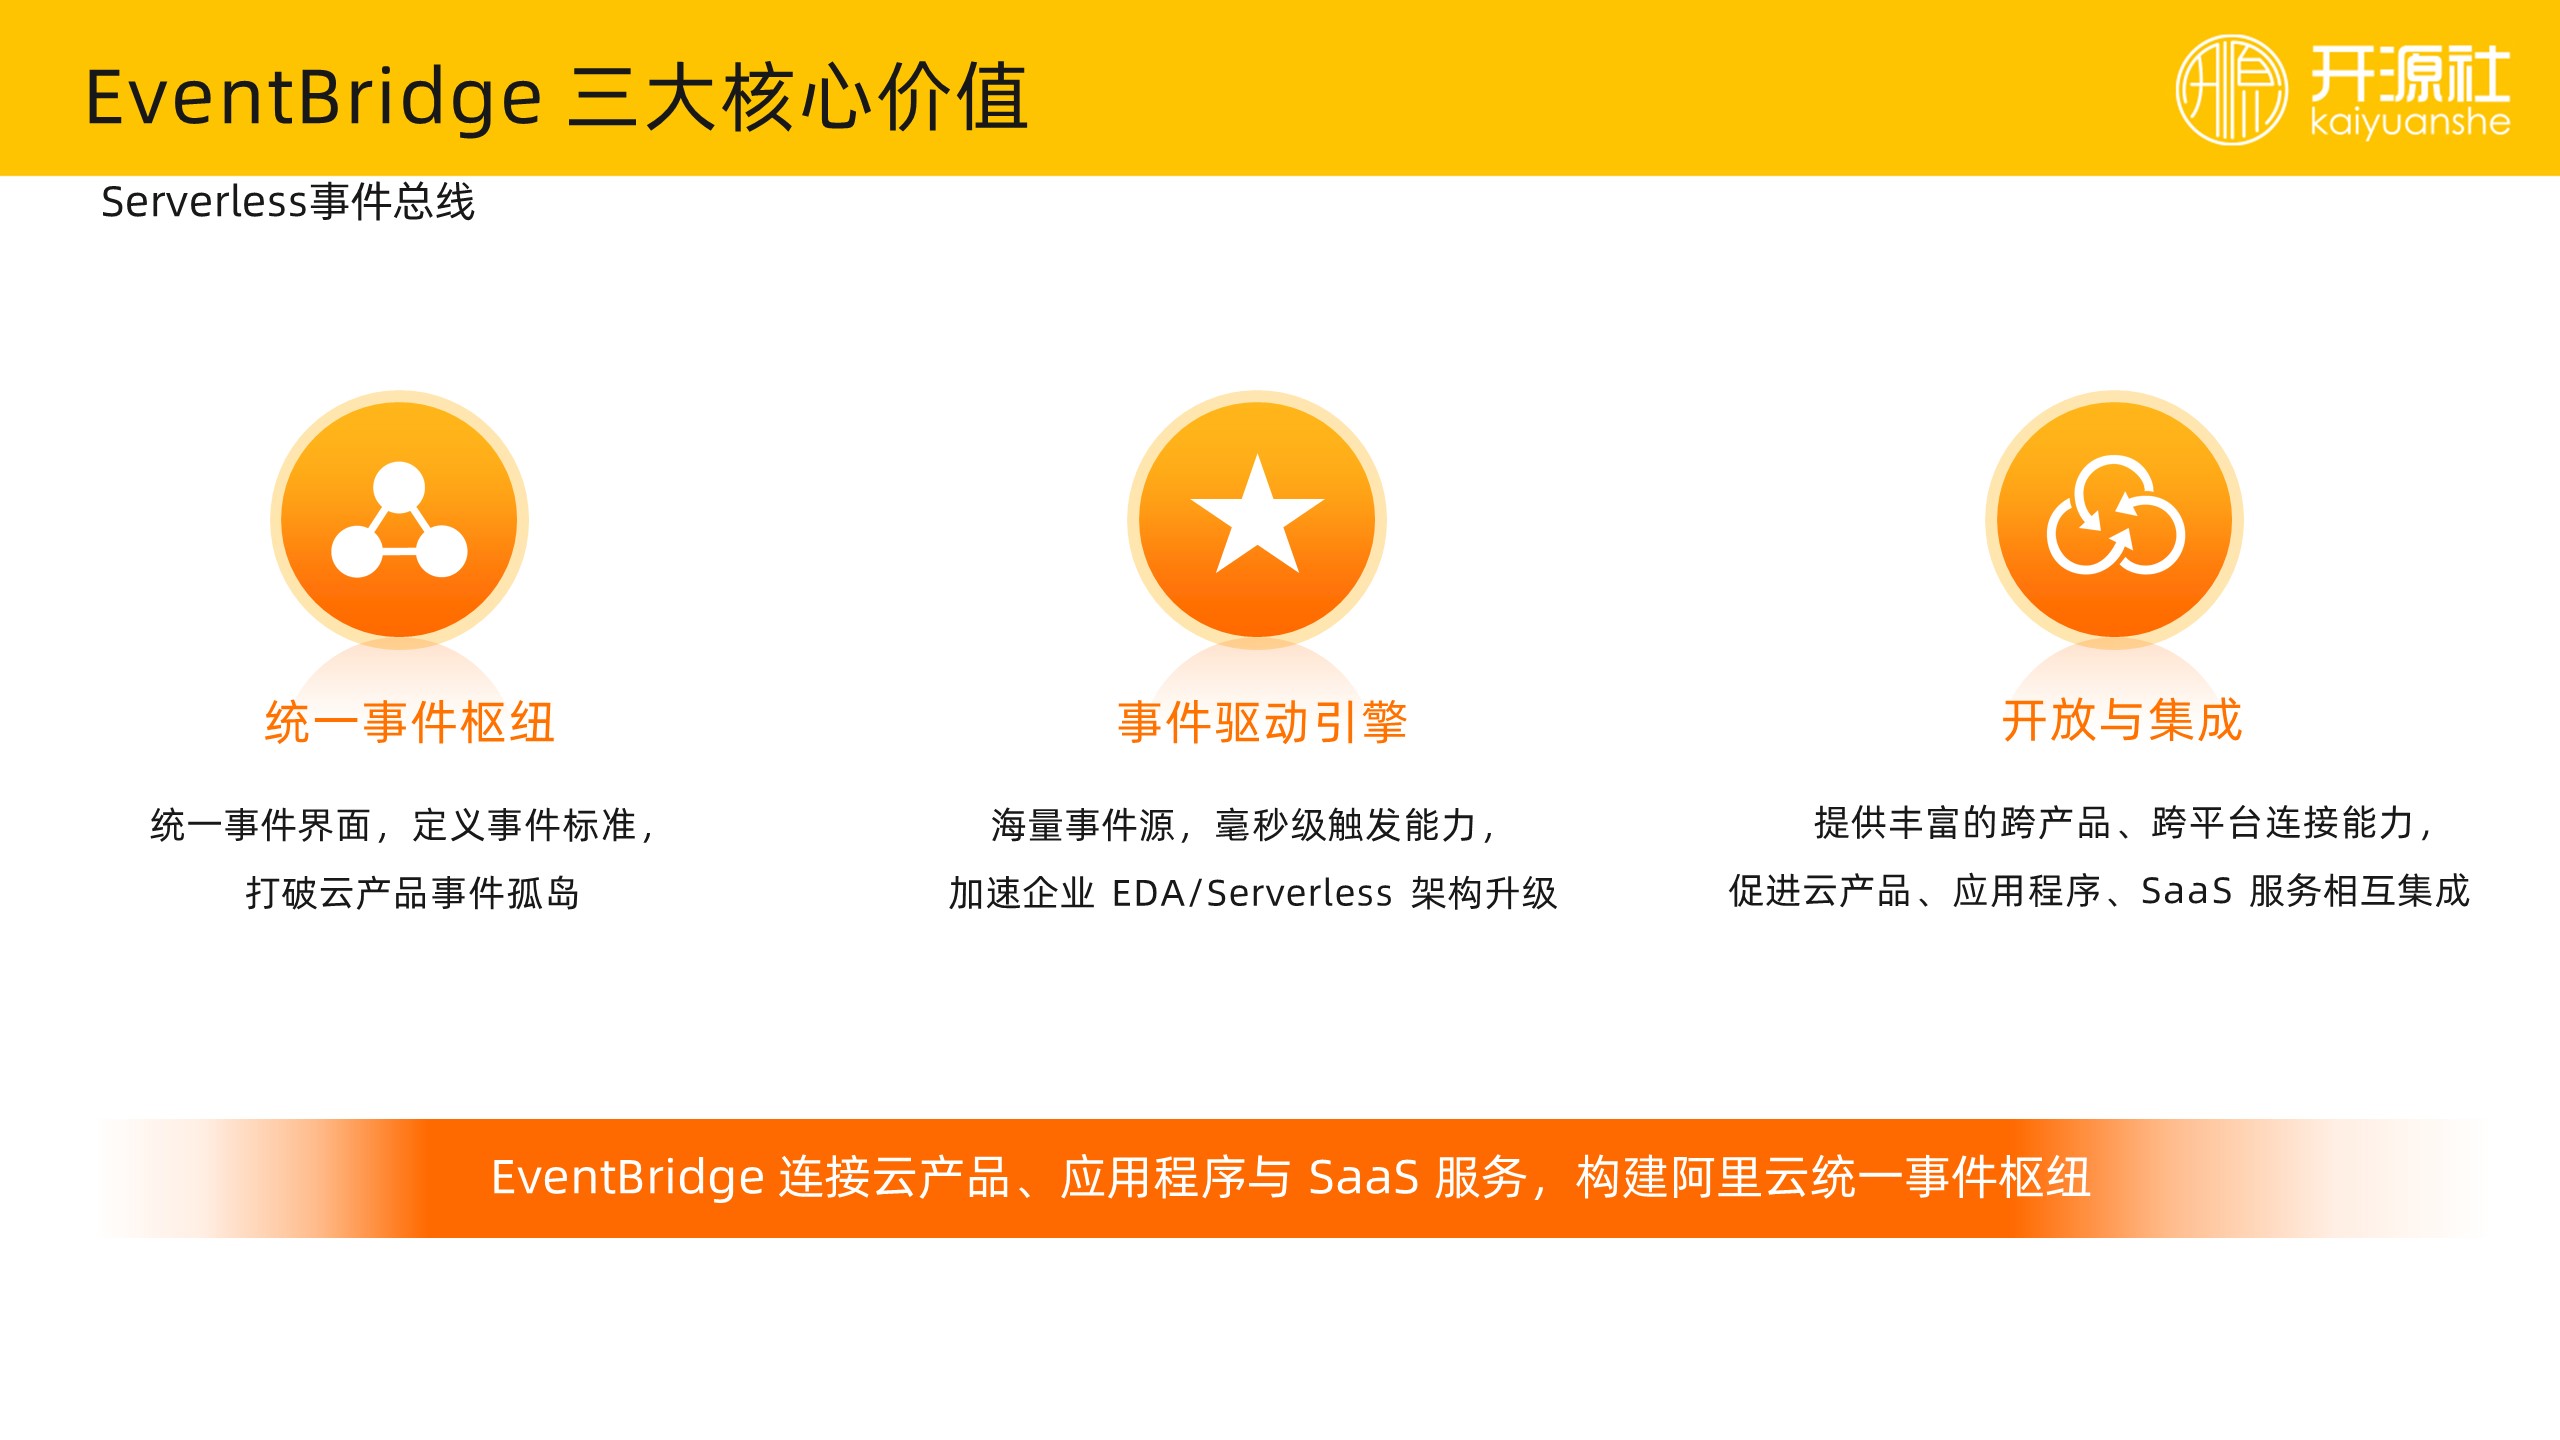 EventBridge 三大核心价值
开源社
kaiyuanshe
Serverless事件总线
统一事件枢纽
统一事件界面，定义事件标准，
打破云产品事件孤岛
事件驱动引擎
海量事件源，毫秒级触发能力，
加速企业 EDA/Serverless 架构升级
开放与集成
提供丰富的跨产品、跨平台连接能力，
促进云产品、应用程序、SaaS 服务相互集成
EventBridge 连接云产品、应用程序与 SaaS 服务，构建阿里云统一事件枢纽